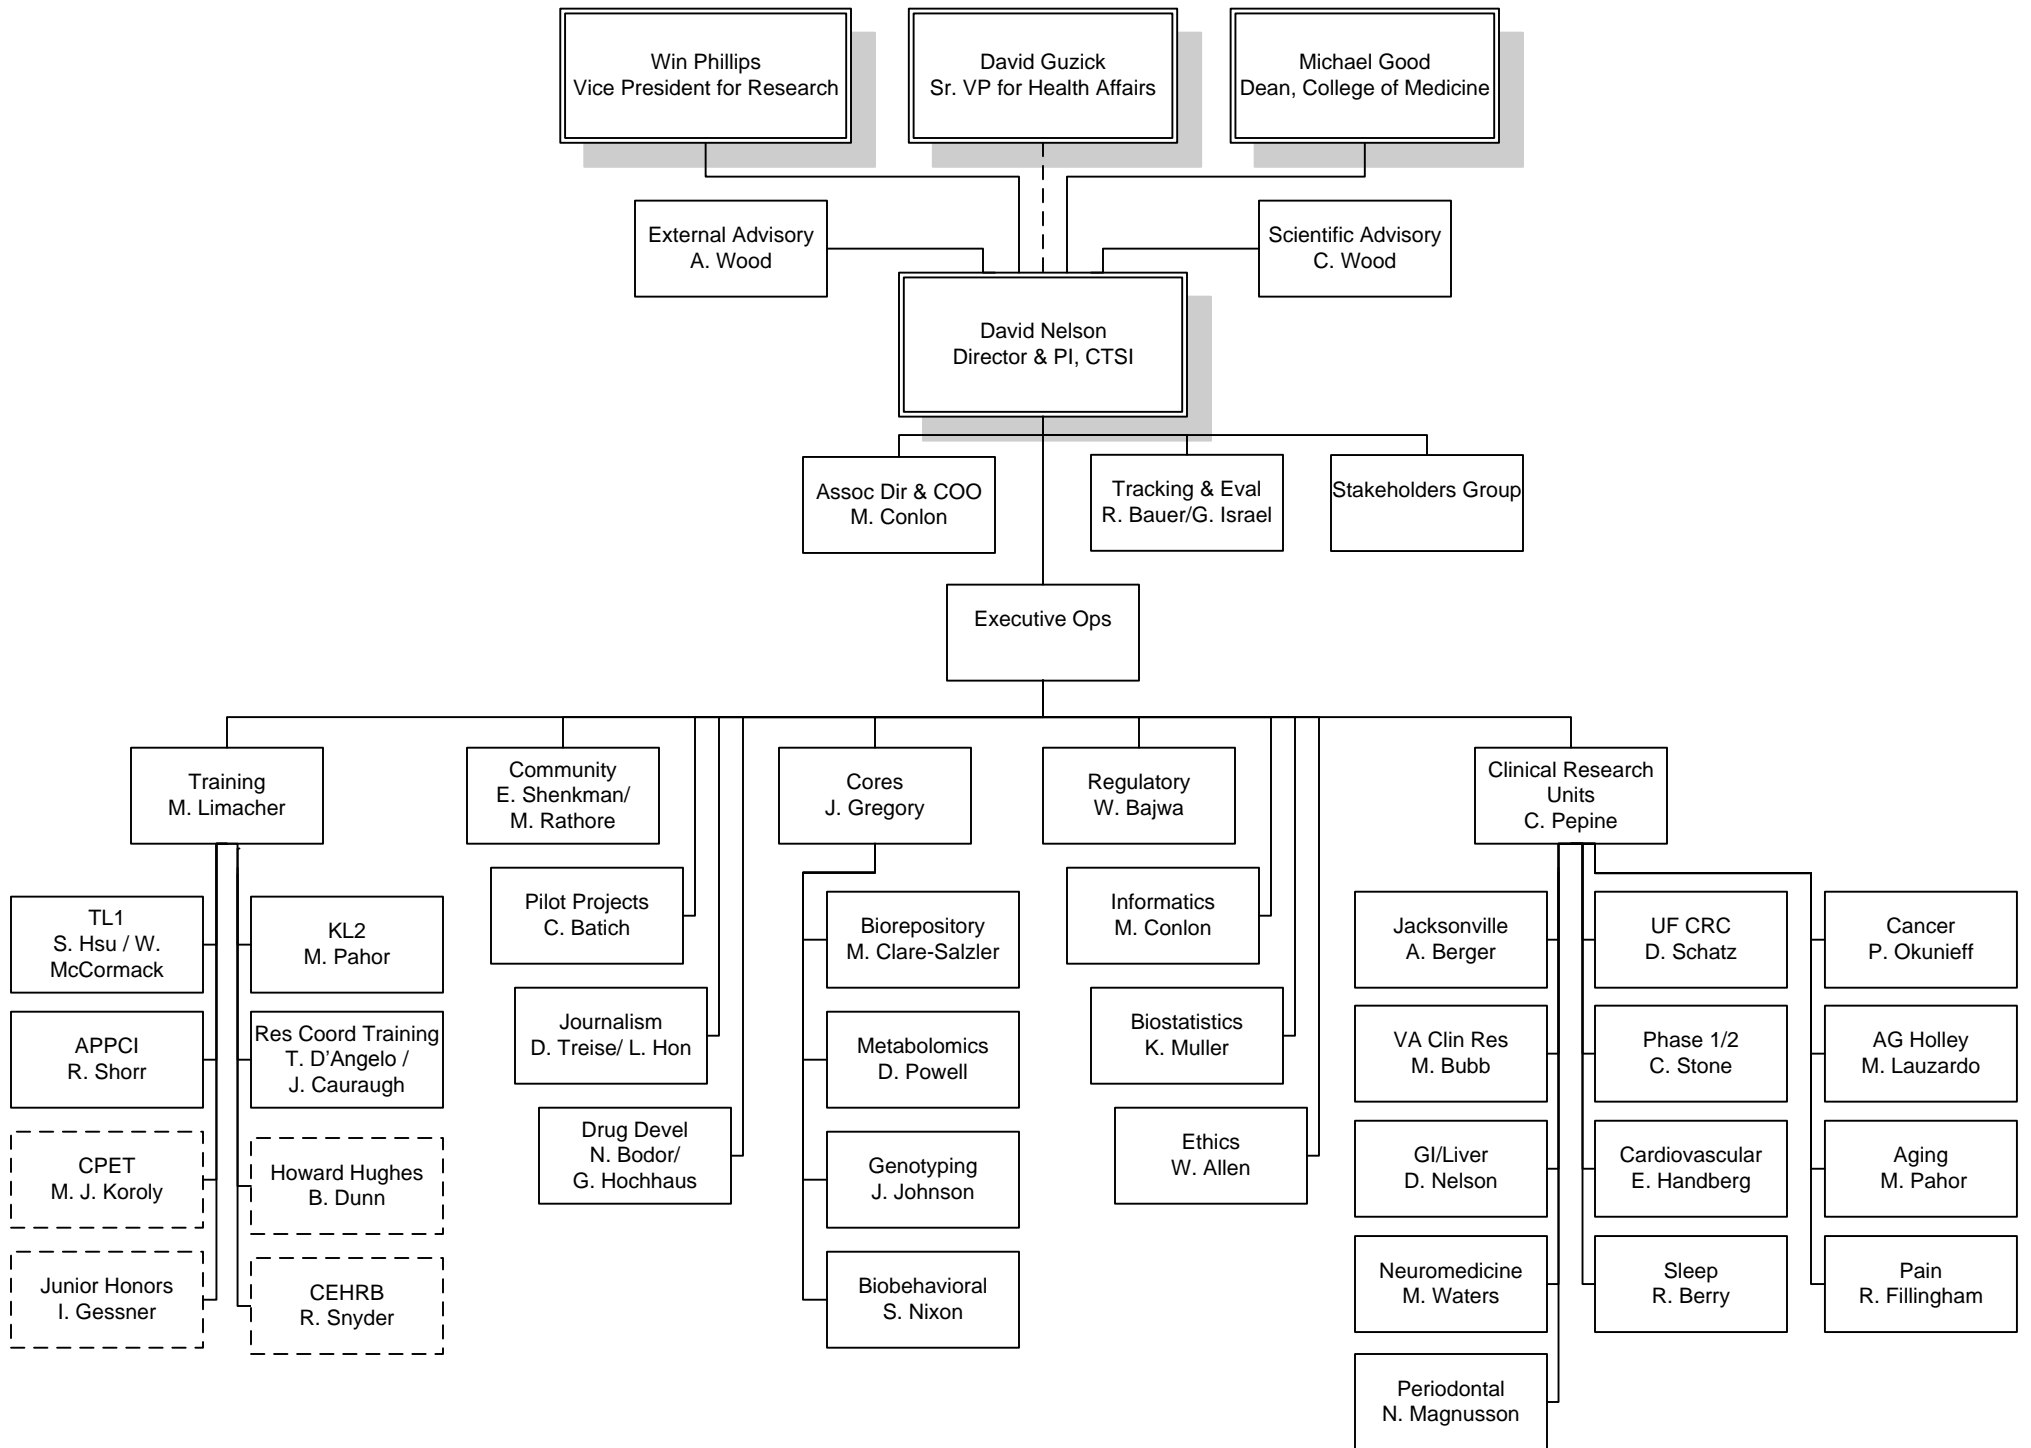 Win Phillips
Vice President for Research
David Guzick
Sr. VP for Health Affairs
Michael Good
Dean, College of Medicine
External Advisory
A. Wood
Scientific Advisory
C. Wood
David Nelson
Director & PI, CTSI
Assoc Dir & COO
M. Conlon
Tracking & Eval
R. Bauer/G. Israel
Stakeholders Group
Executive Ops
Training
M. Limacher
Community
E. Shenkman/
M. Rathore
Cores
J. Gregory
Regulatory
W. Bajwa
Clinical Research
Units
C. Pepine
TL1
S. Hsu / W.
McCormack
KL2
M. Pahor
APPCI
R. Shorr
Res Coord Training
T. D’Angelo /
J. Cauraugh
CPET
M. J. Koroly
Howard Hughes
B. Dunn
Junior Honors
I. Gessner
CEHRB
R. Snyder
Pilot Projects
C. Batich
Journalism
D. Treise/ L. Hon
Drug Devel
N. Bodor/
G. Hochhaus
Biorepository
M. Clare-Salzler
Metabolomics
D. Powell
Genotyping
J. Johnson
Biobehavioral
S. Nixon
Informatics
M. Conlon
Biostatistics
K. Muller
Ethics
W. Allen
Jacksonville
A. Berger
UF CRC
D. Schatz
Cancer
P. Okunieff
VA Clin Res
M. Bubb
Phase 1/2
C. Stone
AG Holley
M. Lauzardo
GI/Liver
D. Nelson
Cardiovascular
E. Handberg
Aging
M. Pahor
Neuromedicine
M. Waters
Sleep
R. Berry
Pain
R. Fillingham
Periodontal
N. Magnusson